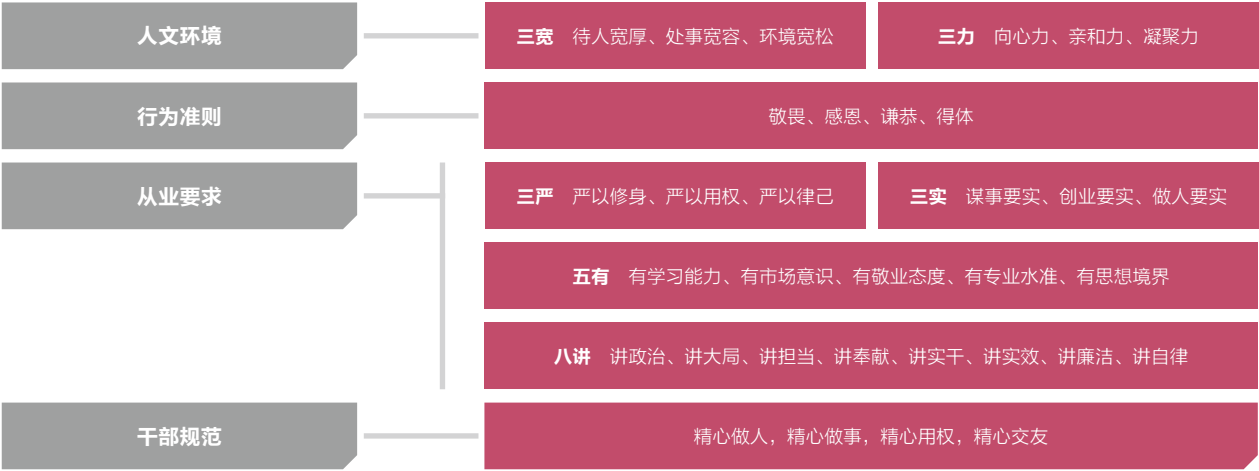 人文环境
三宽 待人宽厚、处事宽容、环境宽松
三力 向心力、亲和力、凝聚力
行为准则
敬畏、感恩、谦恭、得体
从业要求
三严 严以修身、严以用权、严以律己
三实 谋事要实、创业要实、做人要实
五有 有学习能力、有市场意识、有敬业态度、有专业水准、有思想境界
八讲 讲政治、讲大局、讲担当、讲奉献、讲实干、讲实效、讲廉洁、讲自律
干部规范
精心做人，精心做事，精心用权，精心交友